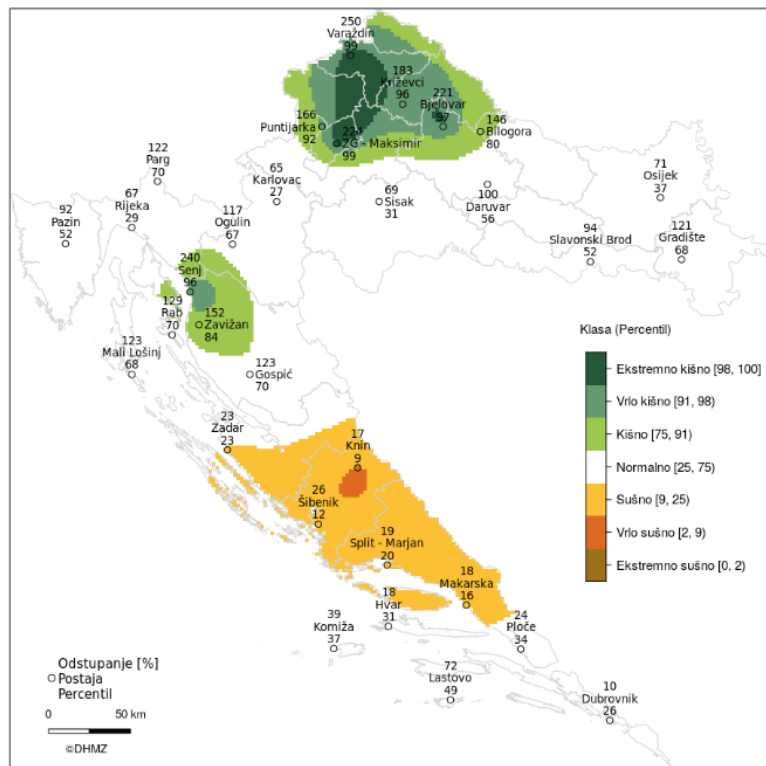 250
Varaždin
99
183
Križevci
96
221
Bjelovar
97
166
Puntijarka
92
224
ZG - Maksimir
99
146
Bilogora
80
122
Parg
70
65
Karlovac
27
69
Sisak
31
100
Daruvar
56
71
Osijek
37
67
Rijeka
29
92
Pazin
52
117
Ogulin
67
94
Slavonski Brod
52
121
Gradište
68
240
Senj
96
129
Rab
70
152
Zavižan
84
123
Mali Lošinj
68
123
Gospić
70
Klasa (Percentil)
Ekstremno kišno [98, 100]
Vrlo kišno [91, 98)
Kišno [75, 91)
Normalno [25, 75)
Sušno [9, 25)
Vrlo sušno [2, 9)
Ekstremno sušno [0, 2)
23
Zadar
23
17
Knin
9
26
Šibenik
12
19
Split - Marjan
20
18
Makarska
16
18
Hvar
31
39
Komiža
37
24
Ploče
34
72
Lastovo
49
10
Dubrovnik
26
Odstupanje [%]
Postaja
Percentil
0 50 km
©DHMZ